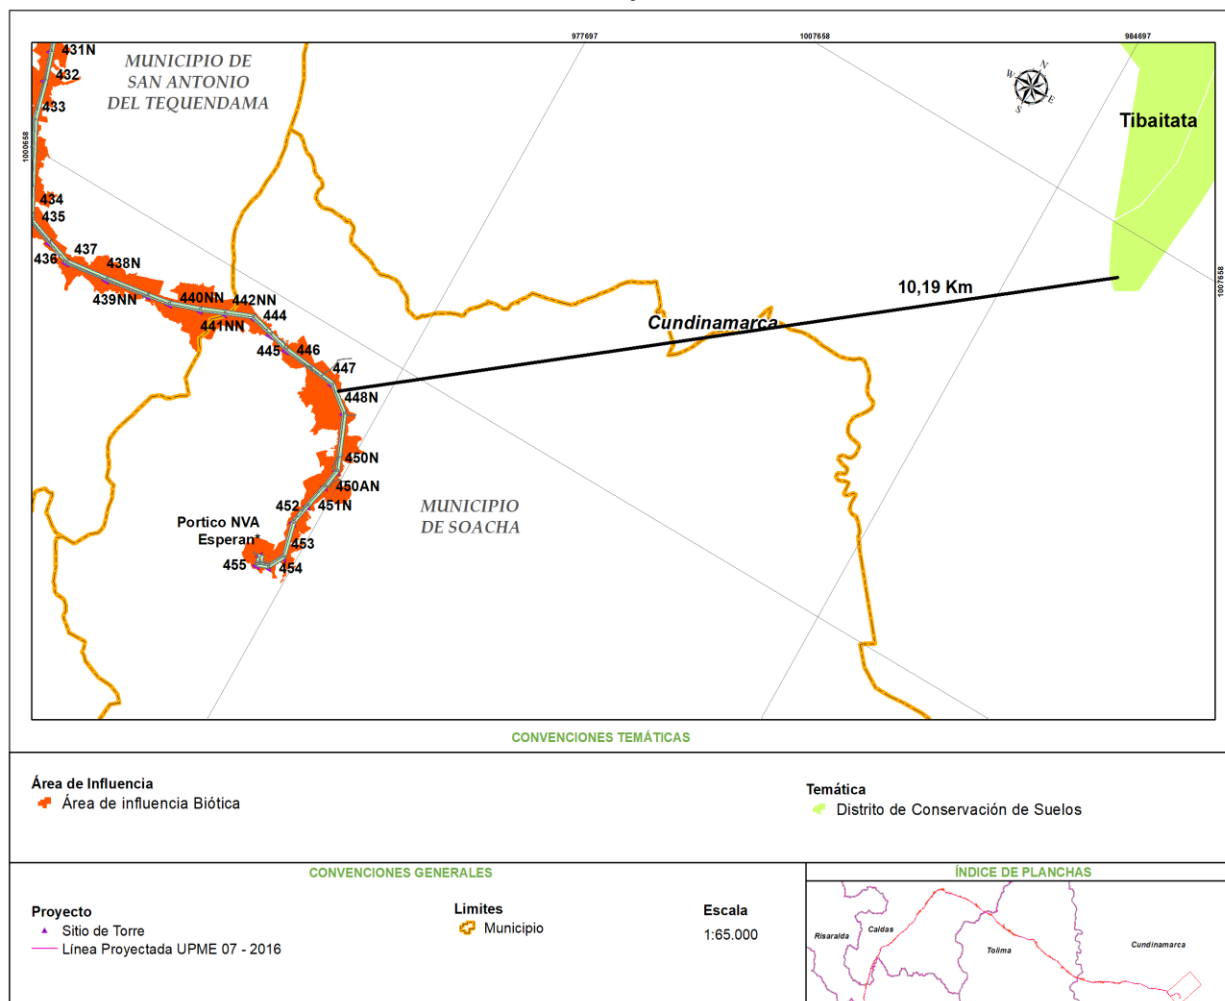 977697
1007658
984697
431N
MUNICIPIO DE
SAN ANTONIO
DEL TEQUENDAMA
432
433
N
W
E
S
Tibaitata
1000658
434
435
436
437
438N
439NN
440NN
441NN
442NN
444
445
446
447
448N
10,19 Km
Cundinamarca
1007658
450N
450AN
451N
452
MUNICIPIO
DE SOACHA
Portico NVA
Esperan*
453
454
455
CONVENCIONES TEMÁTICAS
Área de Influencia
Área de influencia Biótica
Temática
Distrito de Conservación de Suelos
CONVENCIONES GENERALES
Proyecto
Sitio de Torre
Línea Proyectada UPME 07 - 2016
Limites
Municipio
Escala
1:65.000
ÍNDICE DE PLANCHAS
Risaralda
Caldas
Tolima
Cundinamarca